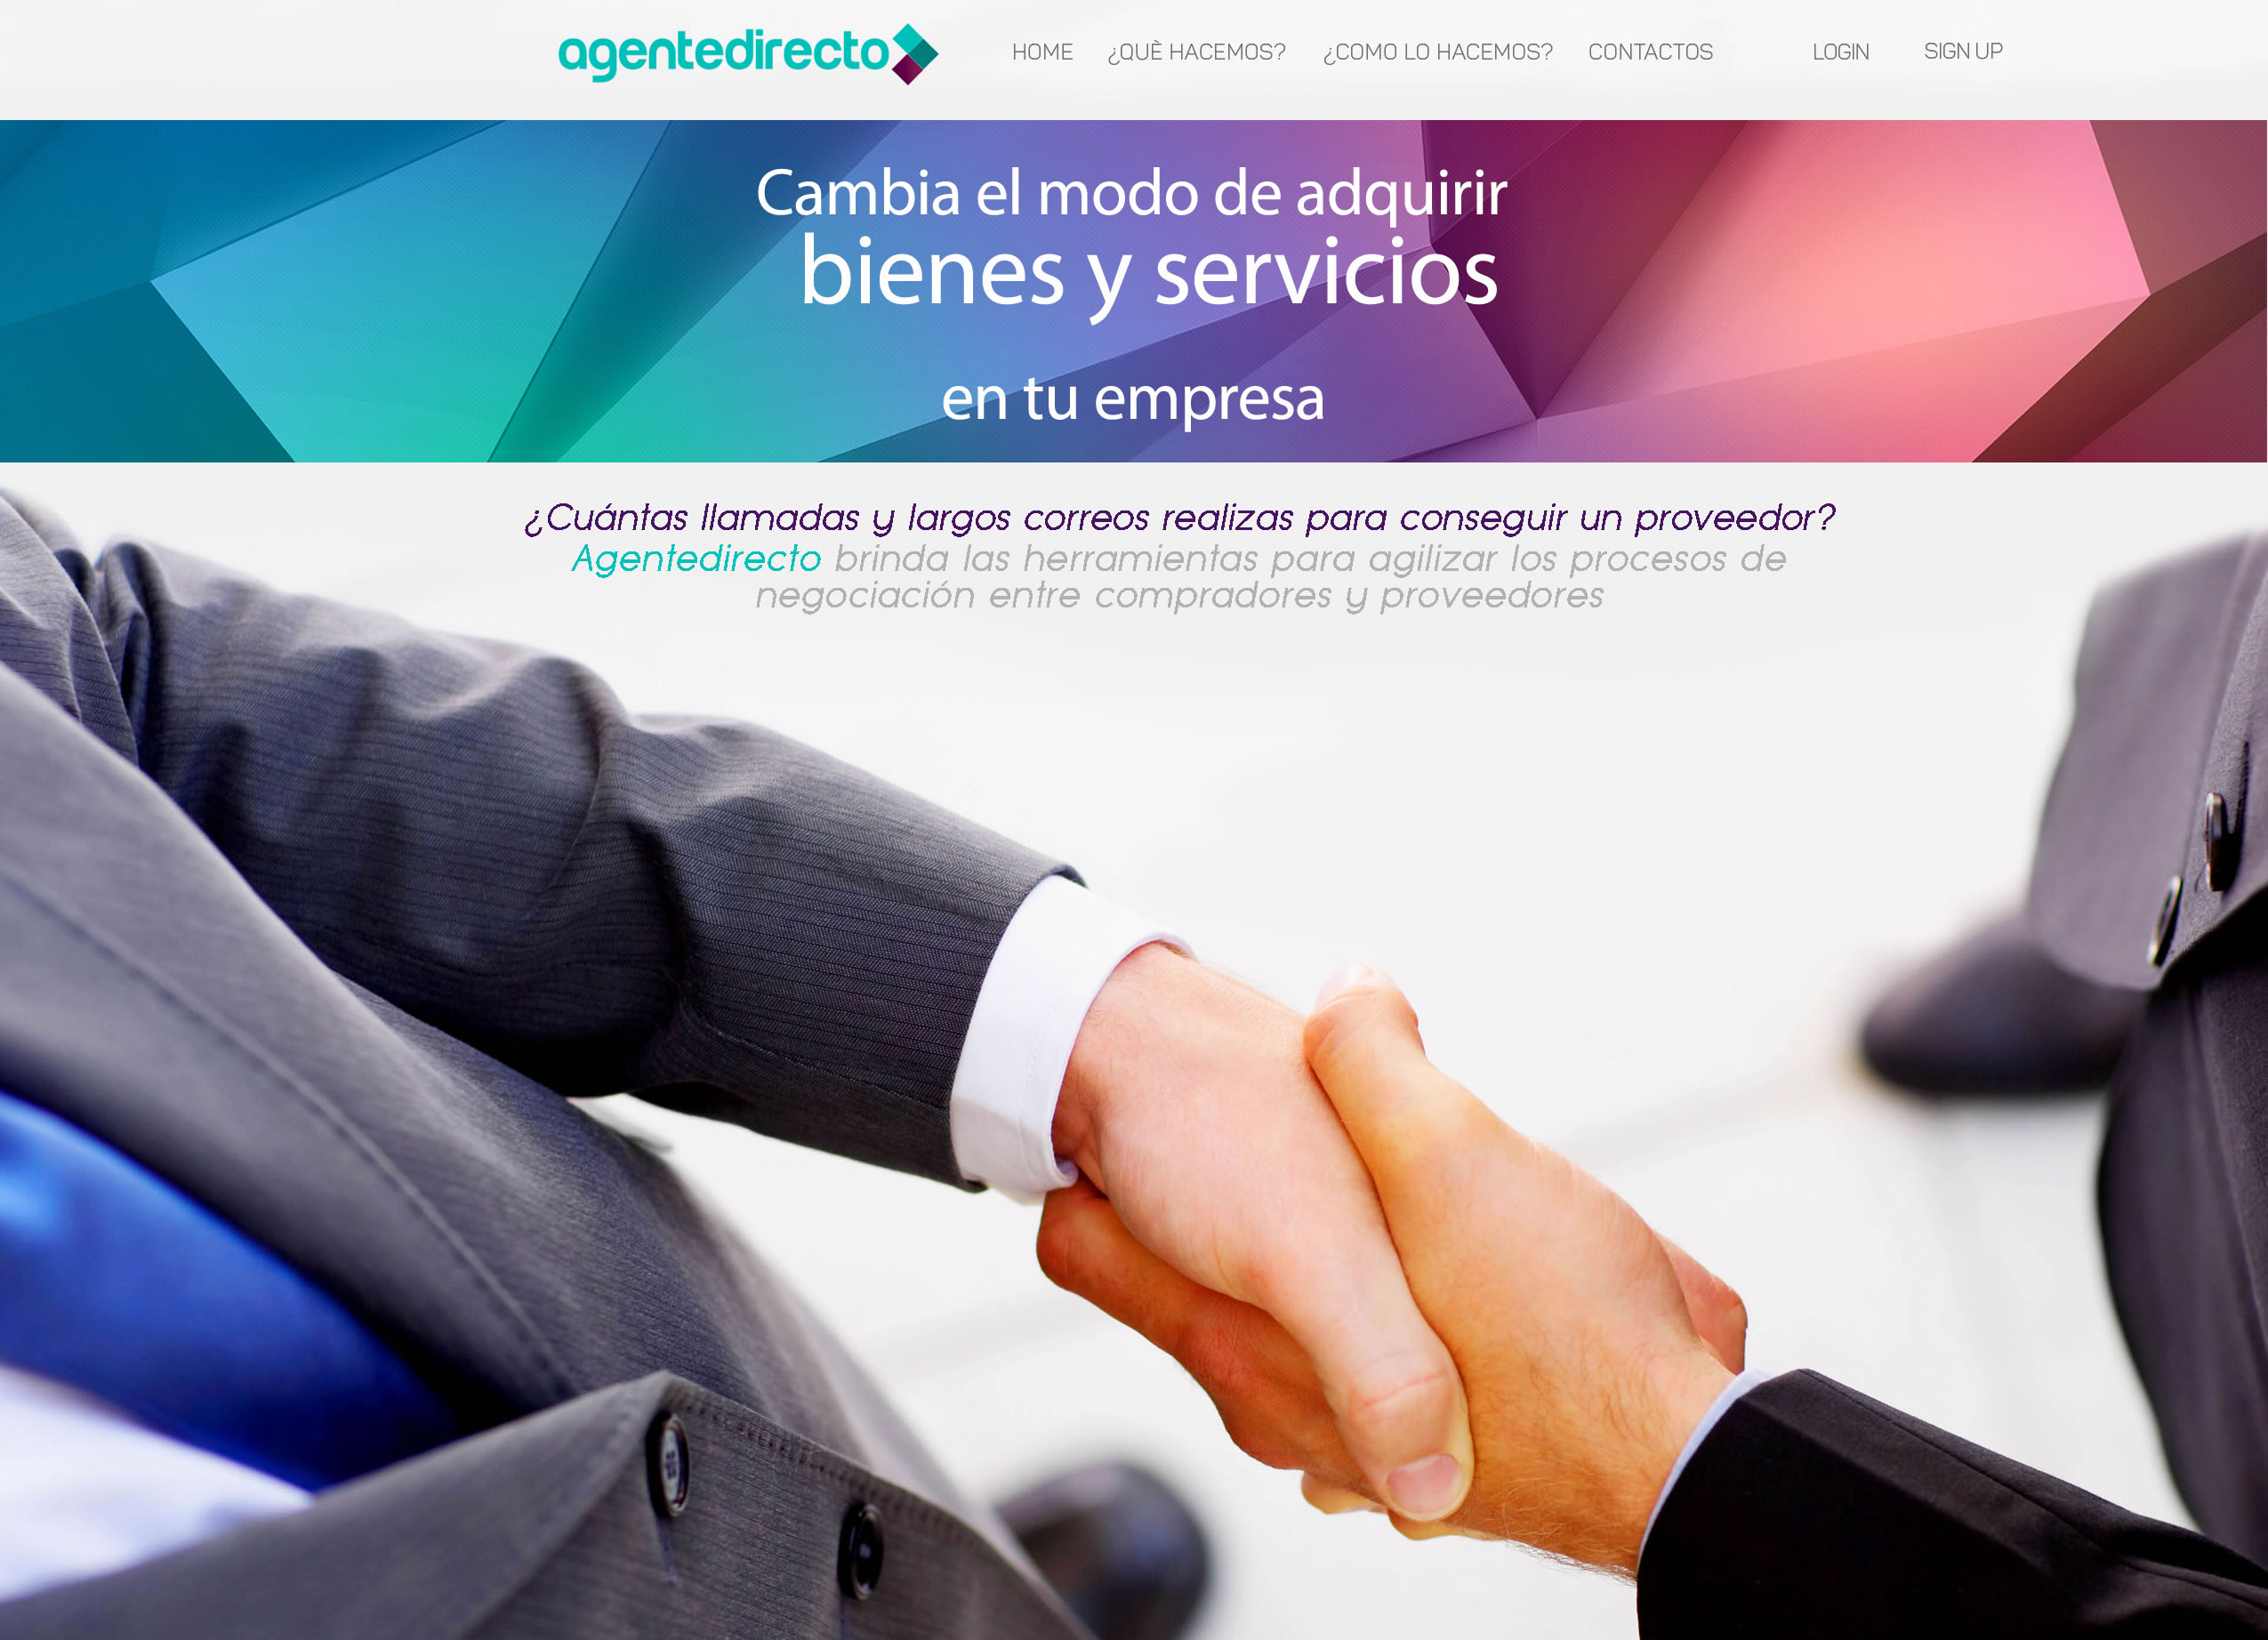 agentedirecto
HOME ¿QUÈ HACEMOS? ¿COMO LO HACEMOS? CONTACTOS LOGIN SIGN UP
Cambia el modo de adquirir
bienes y servicios
en tu empresa
¿Cuántas llamadas y largos correos realizas para conseguir un proveedor?
Agentedirecto brinda las herramientas para agilizar los procesos de
negociación entre compradores y proveedores